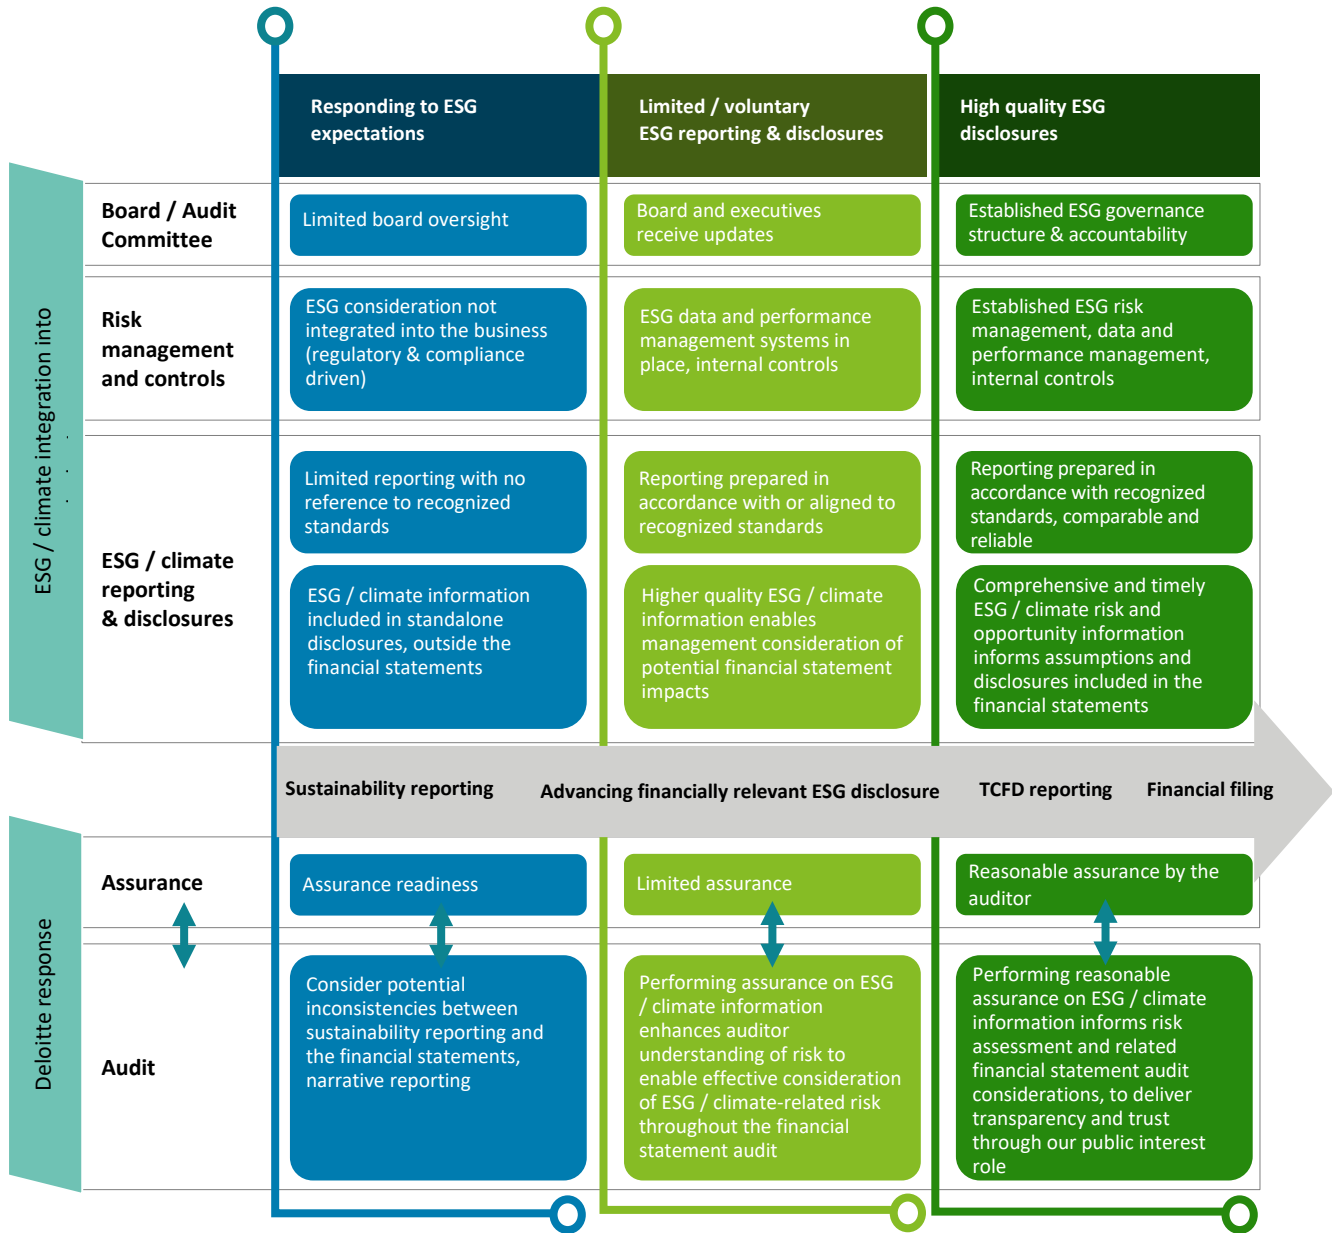 Responding to ESG
expectations
Limited / voluntary
ESG reporting & disclosures
High quality ESG
disclosures
ESG / climate integration into
Board / Audit
Committee
Limited board oversight
Board and executives
receive updates
Established ESG governance
structure & accountability
Risk
management
and controls
ESG consideration not
integrated into the business
(regulatory & compliance
driven)
ESG data and performance
management systems in
place, internal controls
Established ESG risk
management, data and
performance management,
internal controls
ESG / climate
reporting
& disclosures
Limited reporting with no
reference to recognized
standards
Reporting prepared in
accordance with or aligned to
recognized standards
Reporting prepared in
accordance with recognized
standards, comparable and
reliable
ESG / climate information
included in standalone
disclosures, outside the
financial statements
Higher quality ESG / climate
information enables
management consideration of
potential financial statement
impacts
Comprehensive and timely
ESG / climate risk and
opportunity information
informs assumptions and
disclosures included in the
financial statements
Sustainability reporting
Advancing financially relevant ESG disclosure
TCFD reporting
Financial filing
Deloitte response
Assurance
Assurance readiness
Limited assurance
Reasonable assurance by the
auditor
Audit
Consider potential
inconsistencies between
sustainability reporting and
the financial statements,
narrative reporting
Performing assurance on ESG
/ climate information
enhances auditor
understanding of risk to
enable effective consideration
of ESG / climate-related risk
throughout the financial
statement audit
Performing reasonable
assurance on ESG / climate
information informs risk
assessment and related
financial statement audit
considerations, to deliver
transparency and trust
through our public interest
role